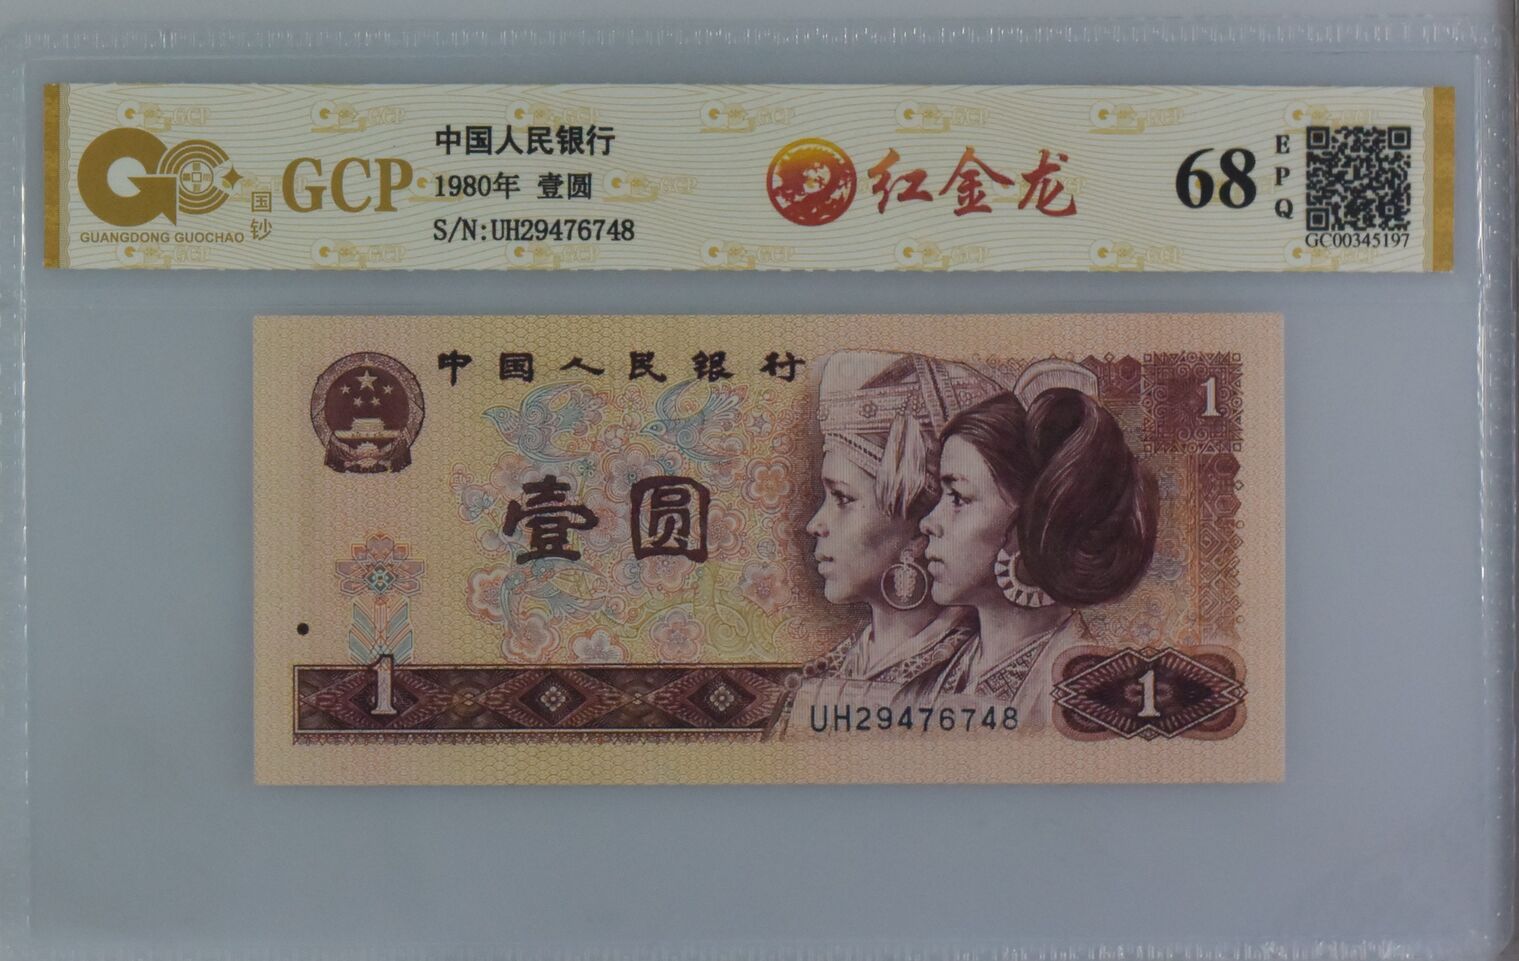 GCP
GUANGDONG GUOCHAO
国钞
中国人民银行
1980年 壹圆
S/N:UH29476748
红金龙
68
EPQ
GC00345197
中国人民银行
1
壹圆
1
UH29476748
1